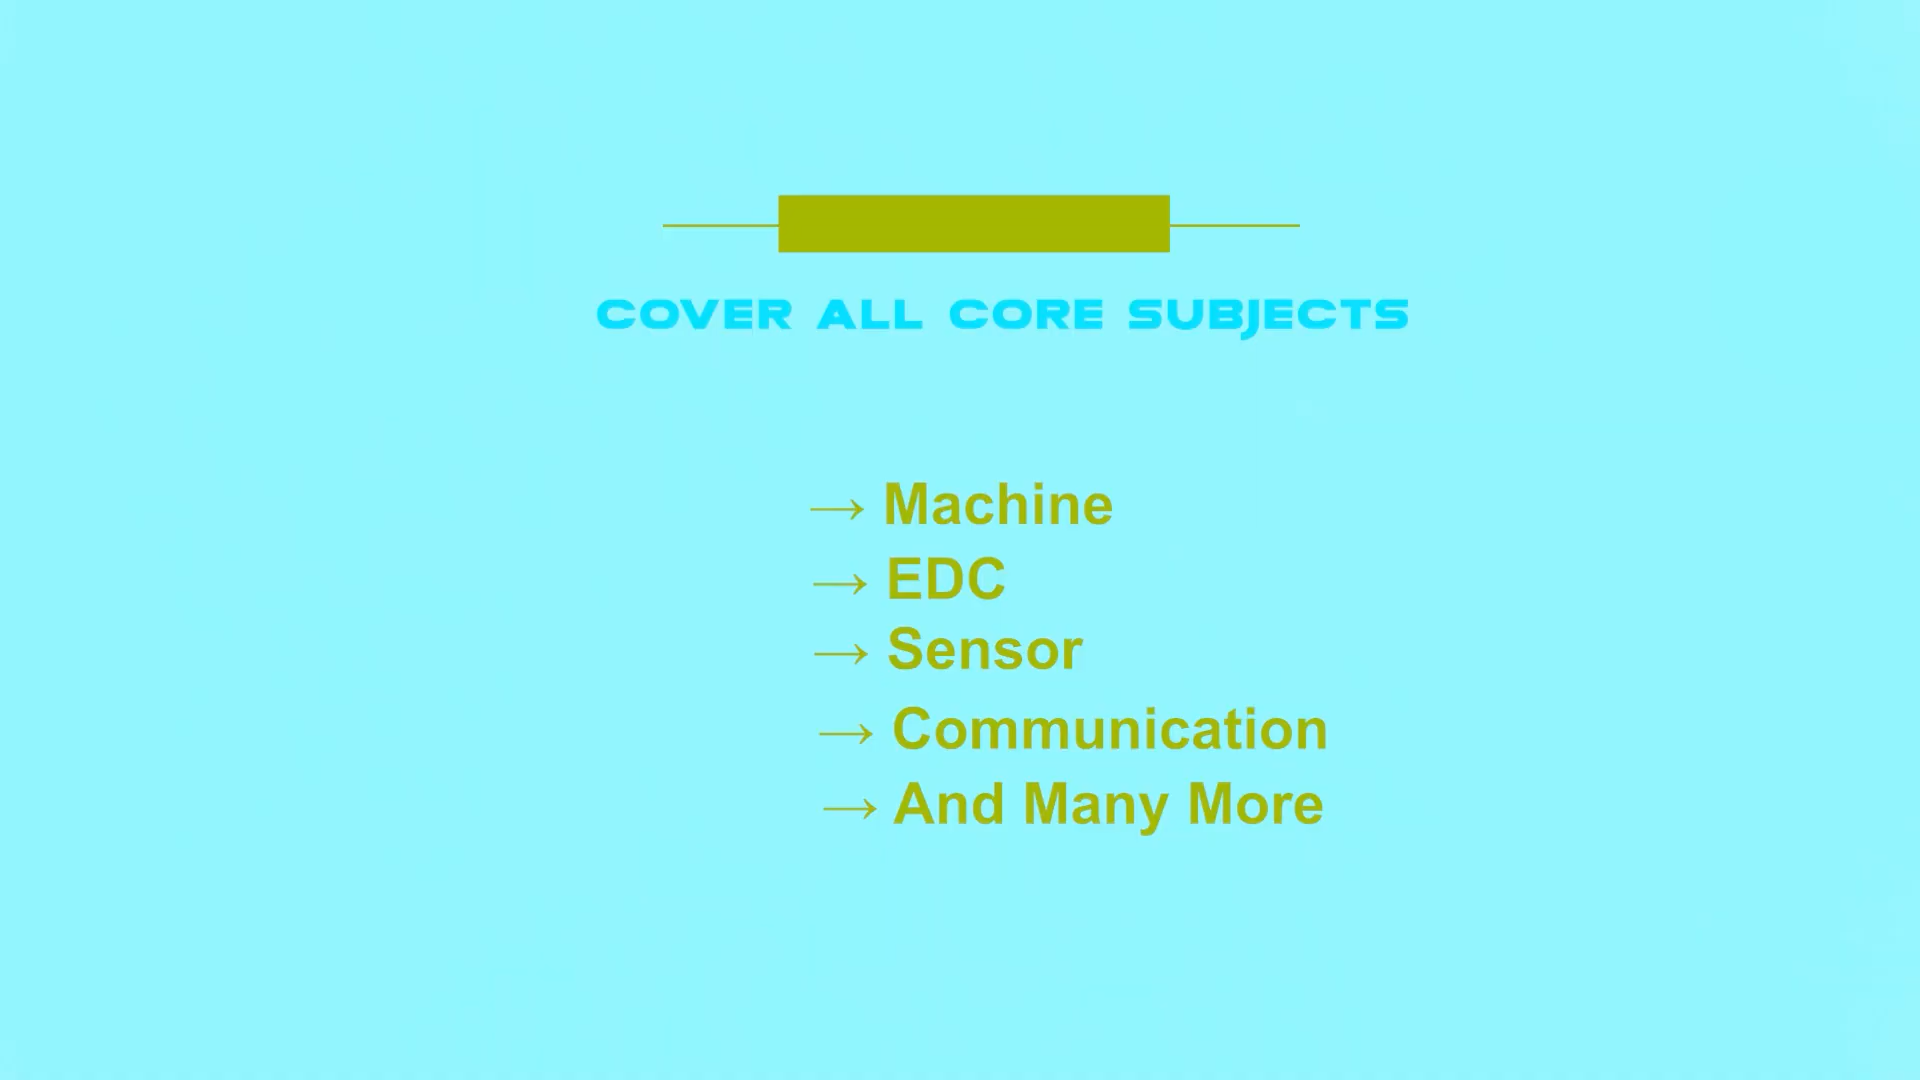 COVER ALL CORE SUBJECTS
→ Machine
→ EDC
→ Sensor
→ Communication
→ And Many More